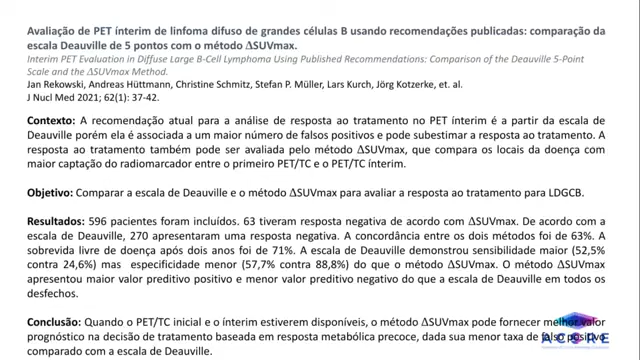 Avaliação de PET ínterim de linfoma difuso de grandes células B usando recomendações publicadas: comparação da
escala Deauville de 5 pontos com o método ΔSUVmax.
Interim PET Evaluation in Diffuse Large B-Cell Lymphoma Using Published Recommendations: Comparison of the Deauville 5-Point
Scale and the ΔSUVmax Method.
Jan Rekowski, Andreas Hüttmann, Christine Schmitz, Stefan P. Müller, Lars Kurch, Jörg Kotzerke, et. al.
J Nucl Med 2021; 62(1): 37-42.
Contexto: A recomendação atual para a análise de resposta ao tratamento no PET ínterim é a partir da escala de
Deauville porém ela é associada a um maior número de falsos positivos e pode subestimar a resposta ao tratamento. A
resposta ao tratamento também pode ser avaliada pelo método ΔSUVmax, que compara os locais da doença com
maior captação do radiomarcador entre o primeiro PET/TC e o PET/TC ínterim.
Objetivo: Comparar a escala de Deauville e o método ΔSUVmax para avaliar a resposta ao tratamento para LDGCB.
Resultados: 596 pacientes foram incluídos. 63 tiveram resposta negativa de acordo com ΔSUVmax. De acordo com a
escala de Deauville, 270 apresentaram uma resposta negativa. A concordância entre os dois métodos foi de 63%. A
sobrevida livre de doença após dois anos foi de 71%. A escala de Deauville demonstrou sensibilidade maior (52,5%
contra 24,6%) mas especificidade menor (57,7% contra 88,8%) do que o método ΔSUVmax. O método ΔSUVmax
apresentou maior valor preditivo positivo e menor valor preditivo negativo do que a escala de Deauville em todos os
desfechos.
Conclusão: Quando o PET/TC inicial e o ínterim estiverem disponíveis, o método ΔSUVmax pode fornecer melhor valor
prognóstico na decisão de tratamento baseada em resposta metabólica precoce, dada sua menor taxa de falso positivo
comparado com a escala de Deauville.
ACORE